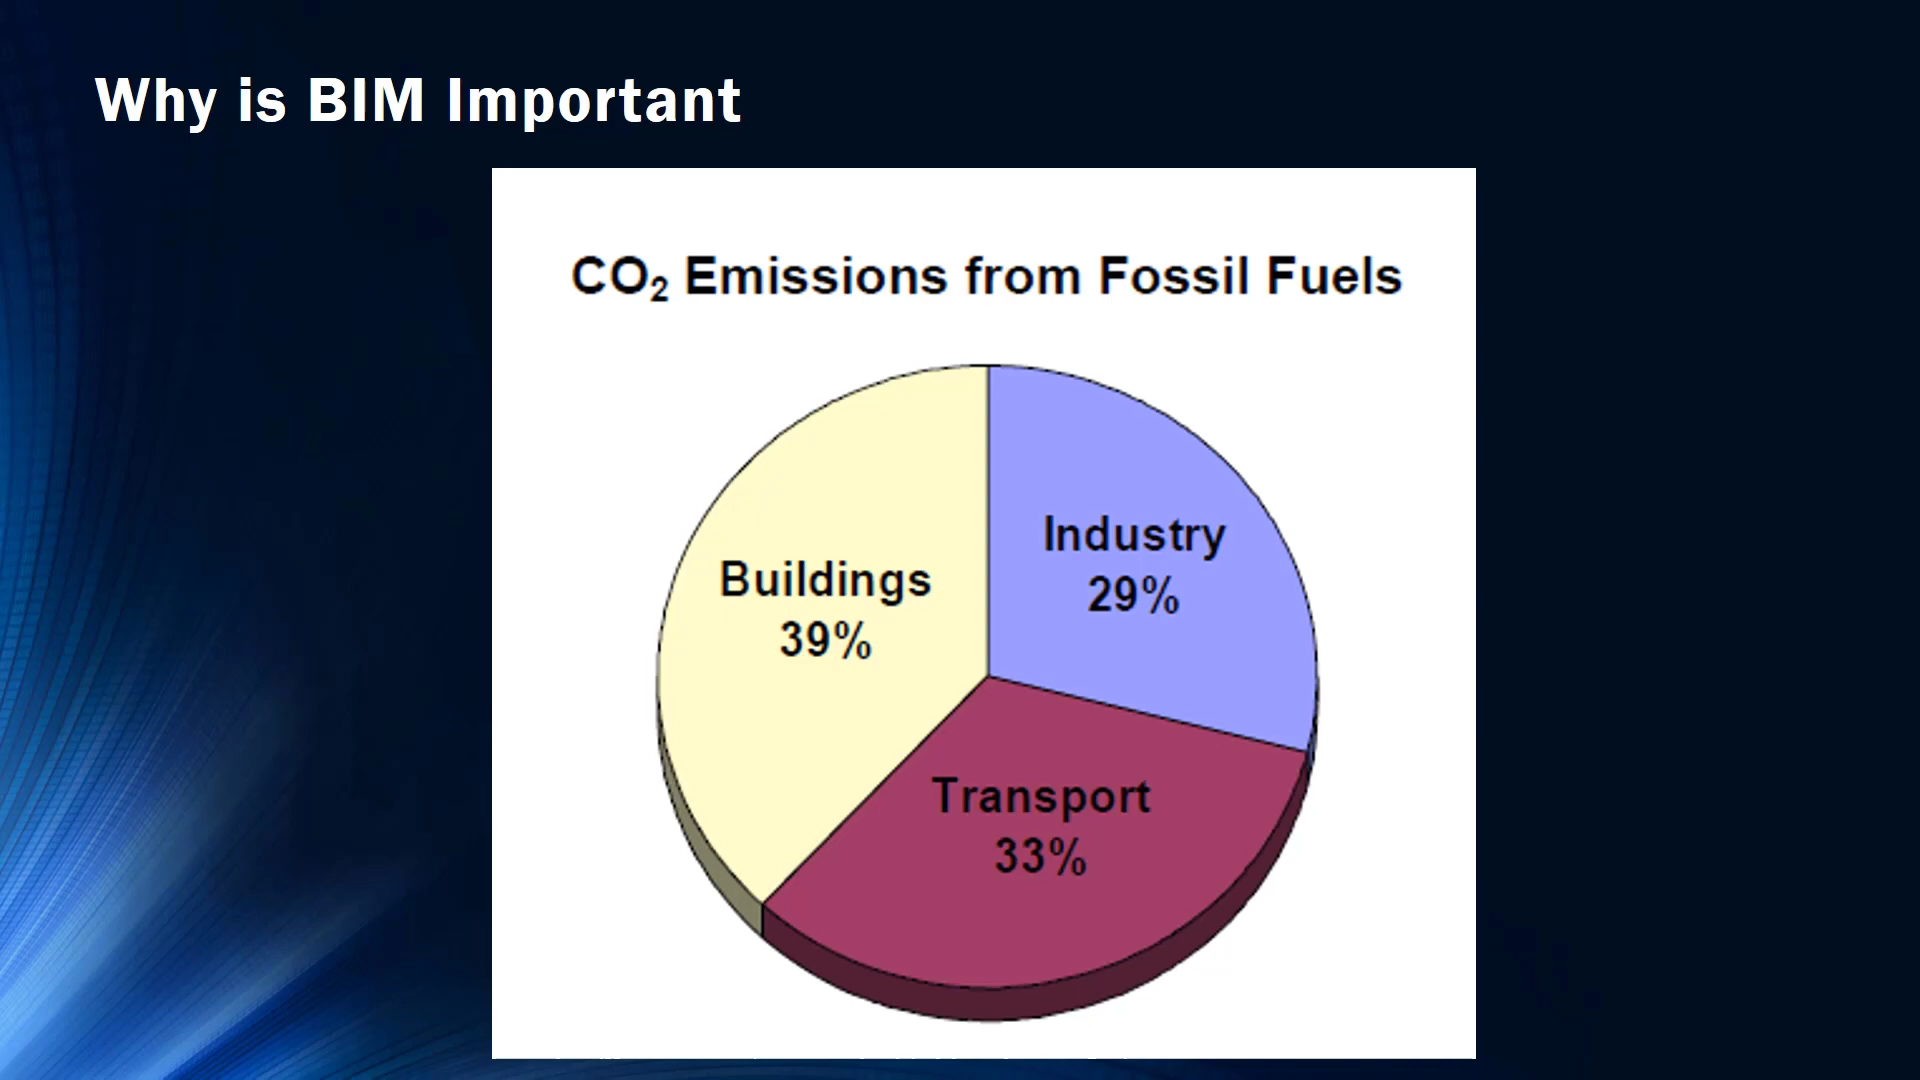 Why is BIM Important
CO₂ Emissions from Fossil Fuels
Industry
29%
Buildings
39%
Transport
33%